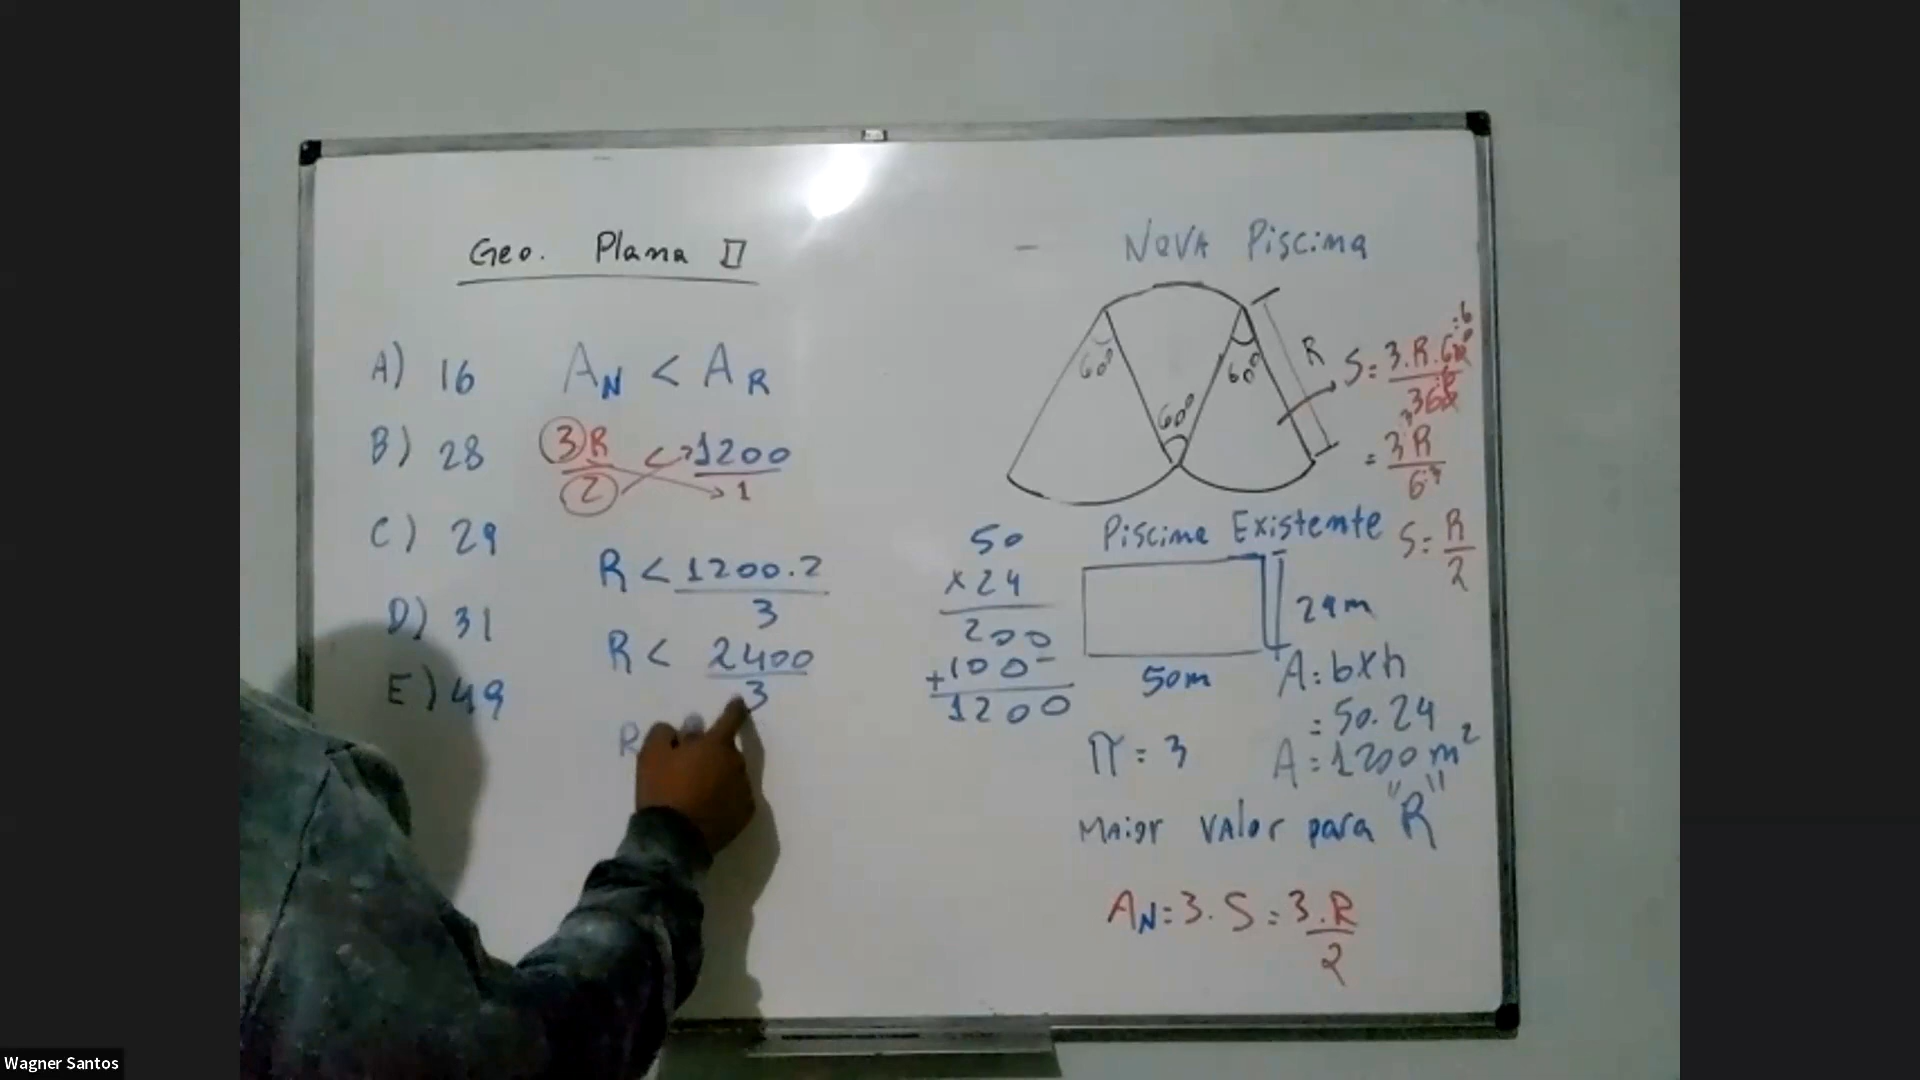 Geo. Plana II
A) 16
B) 28
C) 29
D) 31
E) 49
A_N < A_R
3R/2 < 1200/1
R < 1200.2/3
R < 2400/3
R
50
x24
200
+100-
1200
Nova Piscina
60°
60°
60°
R
S = 3.R.60°/360°
= 3R/6
S = R/2
Piscina Existente
24m
50m
A = bxh
= 50.24
A = 1200 m²
π = 3
Maior valor para "R"
A_N = 3.S = 3.R/2
Wagner Santos